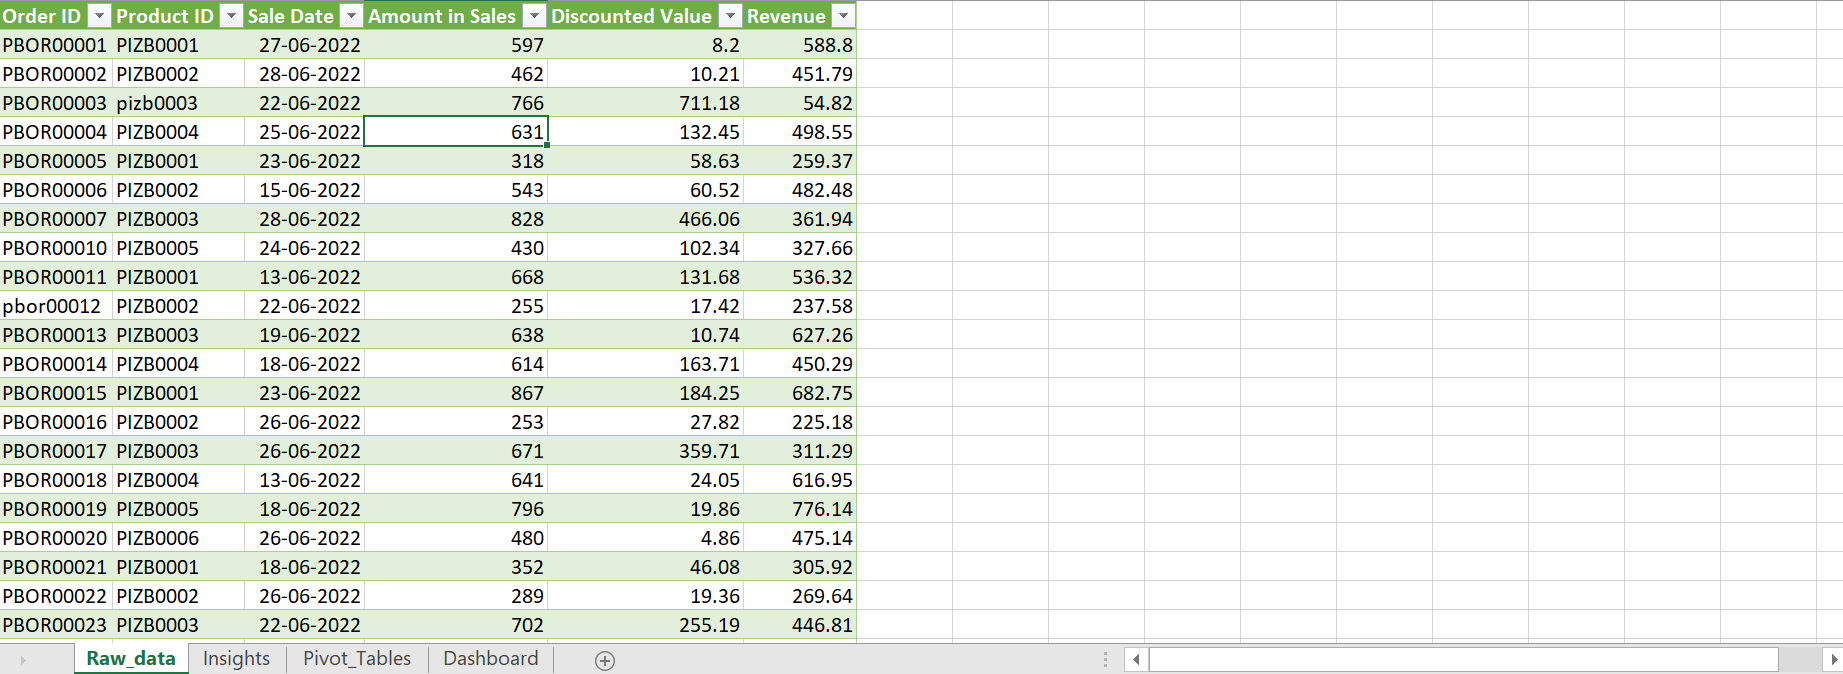 Order ID Product ID Sale Date Amount in Sales Discounted Value Revenue
PBOR00001 PIZB0001 27-06-2022 597 8.2 588.8
PBOR00002 PIZB0002 28-06-2022 462 10.21 451.79
PBOR00003 pizb0003 22-06-2022 766 711.18 54.82
PBOR00004 PIZB0004 25-06-2022 631 132.45 498.55
PBOR00005 PIZB0001 23-06-2022 318 58.63 259.37
PBOR00006 PIZB0002 15-06-2022 543 60.52 482.48
PBOR00007 PIZB0003 28-06-2022 828 466.06 361.94
PBOR00010 PIZB0005 24-06-2022 430 102.34 327.66
PBOR00011 PIZB0001 13-06-2022 668 131.68 536.32
pbor00012 PIZB0002 22-06-2022 255 17.42 237.58
PBOR00013 PIZB0003 19-06-2022 638 10.74 627.26
PBOR00014 PIZB0004 18-06-2022 614 163.71 450.29
PBOR00015 PIZB0001 23-06-2022 867 184.25 682.75
PBOR00016 PIZB0002 26-06-2022 253 27.82 225.18
PBOR00017 PIZB0003 26-06-2022 671 359.71 311.29
PBOR00018 PIZB0004 13-06-2022 641 24.05 616.95
PBOR00019 PIZB0005 18-06-2022 796 19.86 776.14
PBOR00020 PIZB0006 26-06-2022 480 4.86 475.14
PBOR00021 PIZB0001 18-06-2022 352 46.08 305.92
PBOR00022 PIZB0002 26-06-2022 289 19.36 269.64
PBOR00023 PIZB0003 22-06-2022 702 255.19 446.81
Raw_data Insights Pivot_Tables Dashboard